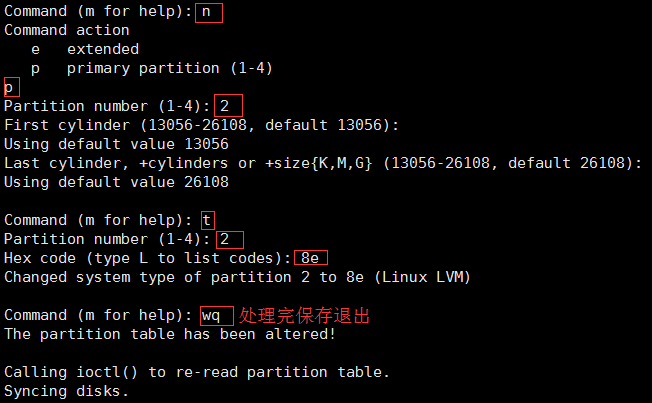 Command (m for help): n
Command action
   e   extended
   p   primary partition (1-4)
p
Partition number (1-4): 2
First cylinder (13056-26108, default 13056):
Using default value 13056
Last cylinder, +cylinders or +size{K,M,G} (13056-26108, default 26108):
Using default value 26108

Command (m for help): t
Partition number (1-4): 2
Hex code (type L to list codes): 8e
Changed system type of partition 2 to 8e (Linux LVM)

Command (m for help): wq 处理完保存退出
The partition table has been altered!

Calling ioctl() to re-read partition table.
Syncing disks.